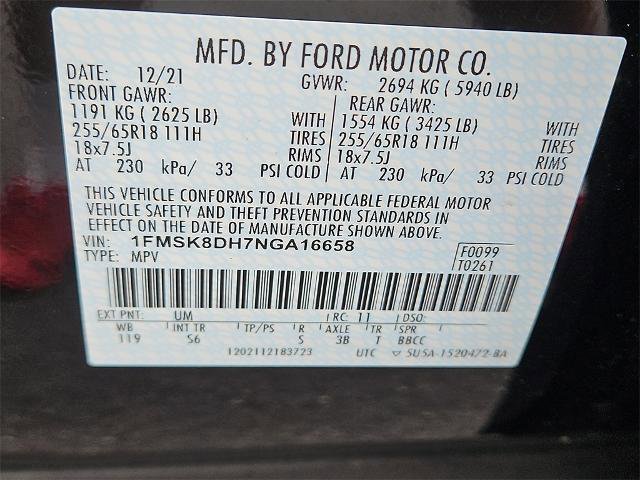 MFD. BY FORD MOTOR CO.
DATE: 12/21 GVWR: 2694 KG ( 5940 LB)
FRONT GAWR: REAR GAWR:
1191 KG ( 2625 LB) WITH 1554 KG ( 3425 LB) WITH
255/65R18 111H TIRES 255/65R18 111H TIRES
18x7.5J RIMS 18x7.5J RIMS
AT 230 kPa/ 33 PSI COLD AT 230 kPa/ 33 PSI COLD
THIS VEHICLE CONFORMS TO ALL APPLICABLE FEDERAL MOTOR
VEHICLE SAFETY AND THEFT PREVENTION STANDARDS IN
EFFECT ON THE DATE OF MANUFACTURE SHOWN ABOVE.
VIN: 1FMSK8DH7NGA16658 F0099
TYPE: MPV T0261
EXT PNT: UM RC: 11 DSO:
WB INT TR TP/PS R AXLE TR SPR
119 S6 S 3B T BBCC
1202112183723 UTC ▽ 5U5A-1520472-BA